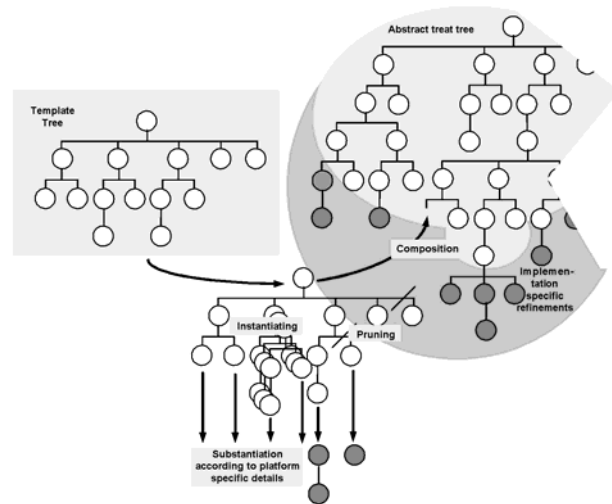 Abstract treat tree
Template
Tree
Composition
Implemen-
tation
specific
refinements
Instantiating
Pruning
Substantiation
according to platform
specific details